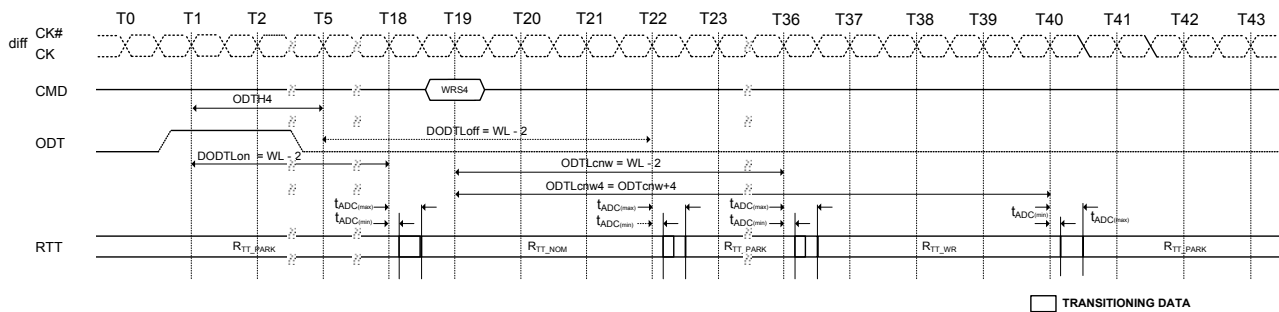 T0 T1 T2 T5 T18 T19 T20 T21 T22 T23 T36 T37 T38 T39 T40 T41 T42 T43
diff CK#
CK
CMD WRS4
ODTH4
ODT DODTLoff = WL - 2
DODTLon = WL - 2 ODTLcnw = WL - 2
ODTLcnw4 = ODTcnw+4
tADC(max) tADC(max) tADC(max)
tADC(min) tADC(min) tADC(min) tADC(min) tADC(max)
RTT RTT_PARK RTT_NOM RTT_PARK RTT_WR RTT_PARK
TRANSITIONING DATA